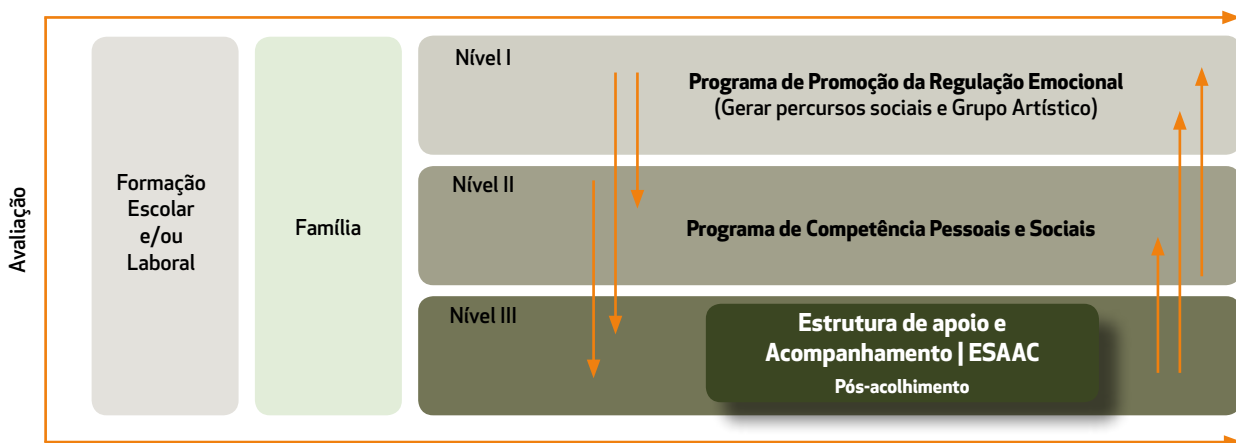 Avaliação
Formação
Escolar
e/ou
Laboral
Família
Nível I
Programa de Promoção da Regulação Emocional
(Gerar percursos sociais e Grupo Artístico)
Nível II
Programa de Competência Pessoais e Sociais
Nível III
Estrutura de apoio e
Acompanhamento | ESAAC
Pós-acolhimento